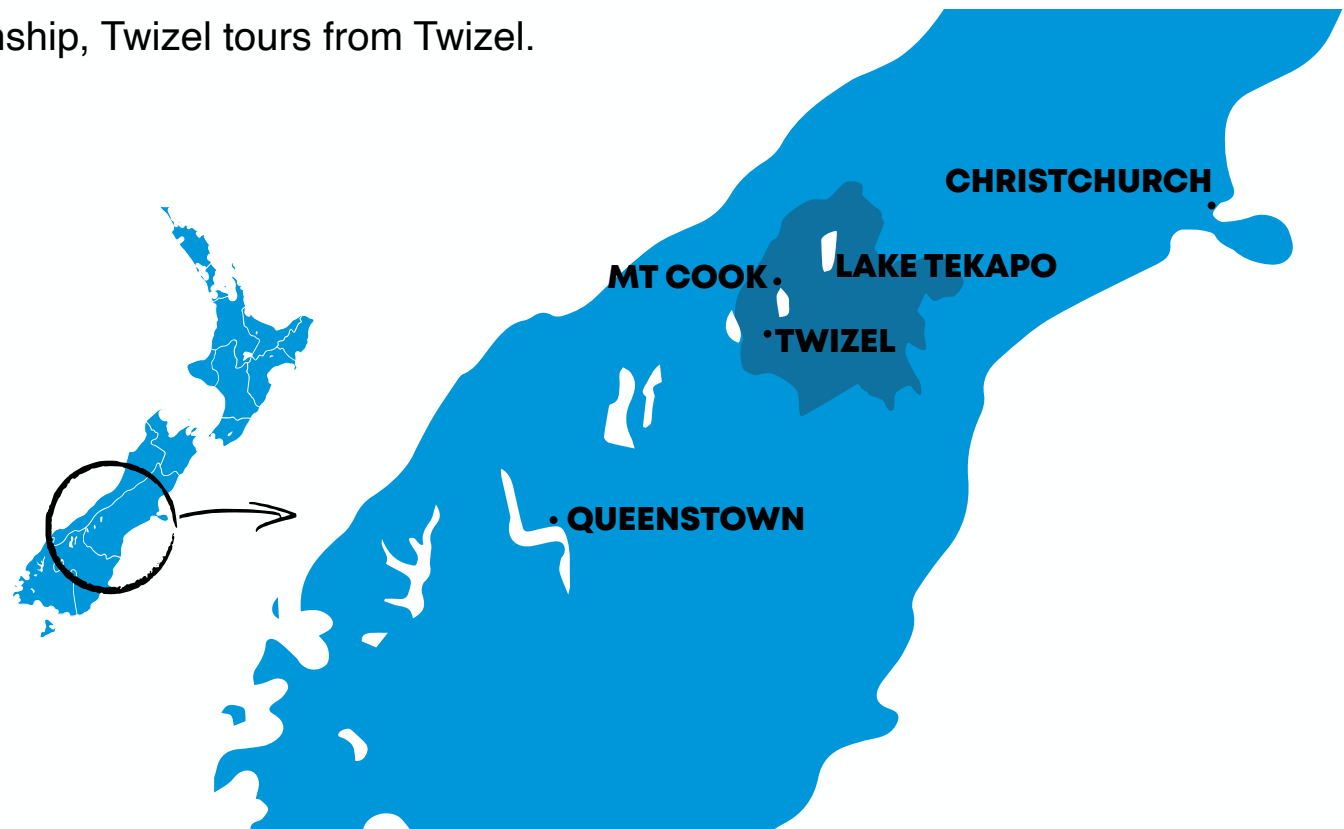 nship, Twizel tours from Twizel.
CHRISTCHURCH
LAKE TEKAPO
MT COOK
TWIZEL
QUEENSTOWN